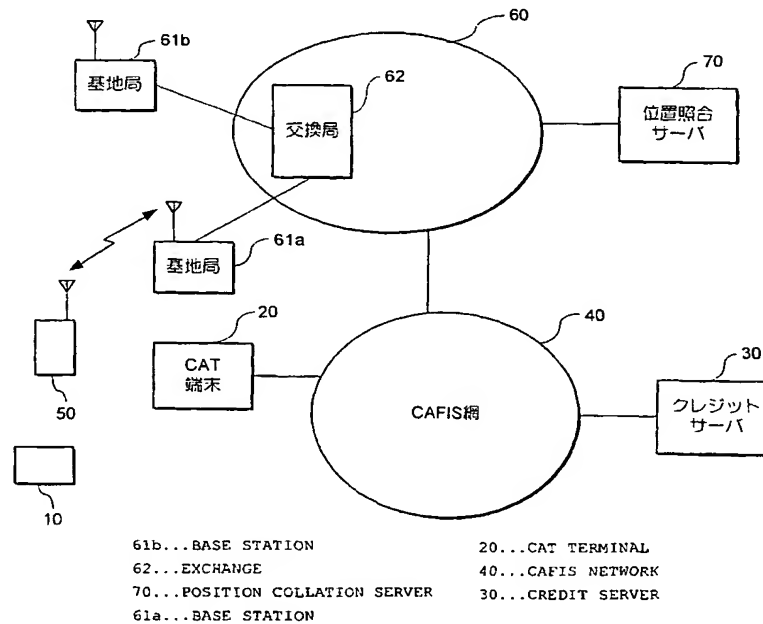 60
61b
基地局
62
交換局
70
位置照合
サーバ
基地局
61a
20
CAT
端末
50
10
40
CAFIS網
30
クレジット
サーバ
61b...BASE STATION
62...EXCHANGE
70...POSITION COLLATION SERVER
61a...BASE STATION
20...CAT TERMINAL
40...CAFIS NETWORK
30...CREDIT SERVER